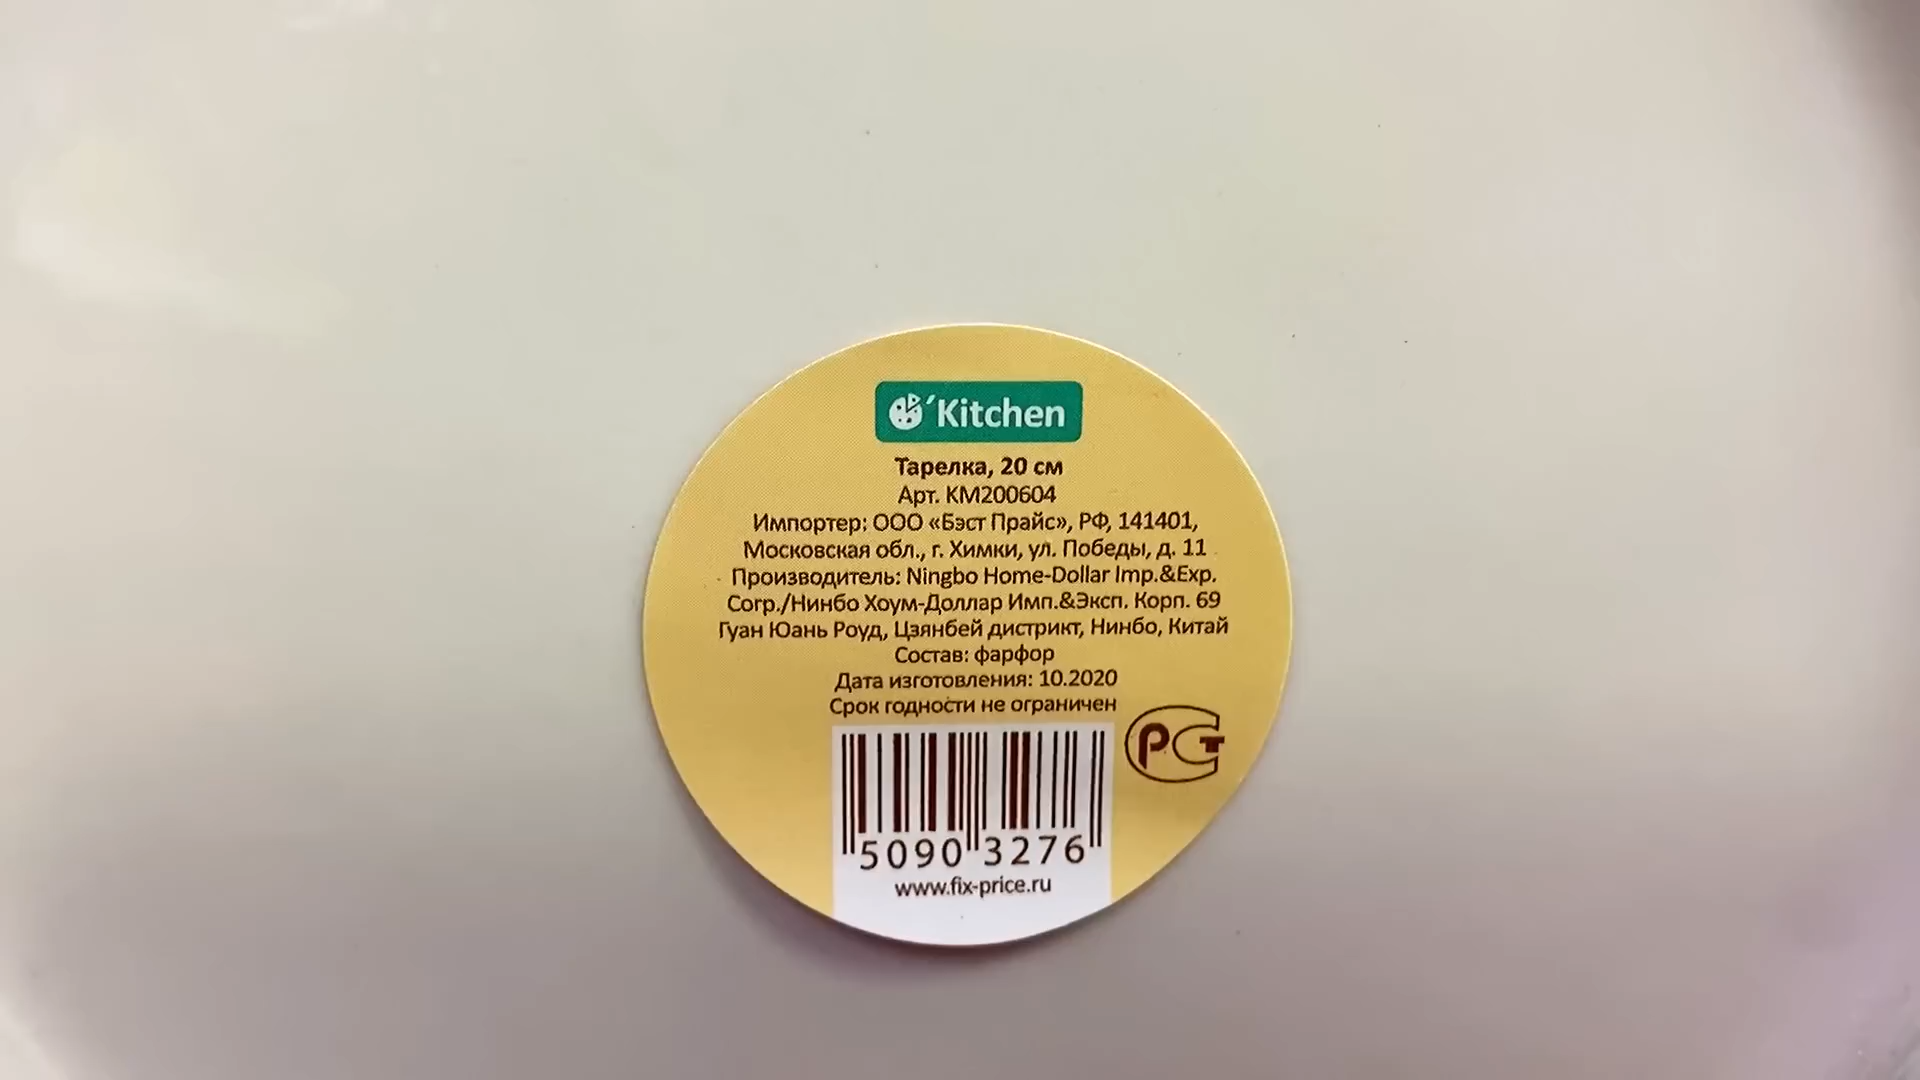 'Kitchen
Тарелка, 20 см
Арт. KM200604
Импортер: ООО «Бэст Прайс», РФ, 141401,
Московская обл., г. Химки, ул. Победы, д. 11
Производитель: Ningbo Home-Dollar Imp.&Exp.
Corp./Нинбо Хоум-Доллар Имп.&Эксп. Корп. 69
Гуан Юань Роуд, Цзянбей дистрикт, Нинбо, Китай
Состав: фарфор
Дата изготовления: 10.2020
Срок годности не ограничен
РСТ
5090 3276
www.fix-price.ru